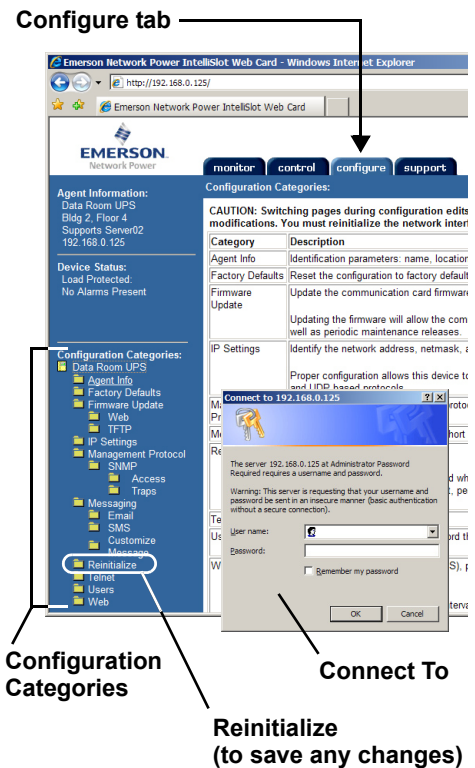 Configure tab
Emerson Network Power IntelliSlot Web Card - Windows Internet Explorer
http://192.168.0.125/
Emerson Network Power IntelliSlot Web Card
EMERSON
Network Power
monitor control configure support
Agent Information:
Data Room UPS
Bldg 2, Floor 4
Supports Server02
192.168.0.125
Device Status:
Load Protected:
No Alarms Present
Configuration Categories:
Data Room UPS
Agent Info
Factory Defaults
Firmware Update
Web
TFTP
IP Settings
Management Protocol
SNMP
Access
Traps
Messaging
Email
SMS
Customize
Message
Reinitialize
Telnet
Users
Web
Configuration Categories:
CAUTION: Switching pages during configuration edits
modifications. You must reinitialize the network
Category Description
Agent Info Identification parameters: name,
Factory Defaults Reset the configuration to factory
Firmware
Update
Update the communication card
Updating the firmware will allow the
well as periodic maintenance releases.
IP Settings Identify the network address, netmask,
Proper configuration allows this device
and UDP based protocols
Connect to 192.168.0.125
The server 192.168.0.125 at Administrator Password
Required requires a username and password.
Warning: This server is requesting that your username and
password be sent in an insecure manner (basic authentication
without a secure connection).
User name:
Password:
Remember my password
OK Cancel
Configuration
Categories
Connect To
Reinitialize
(to save any changes)